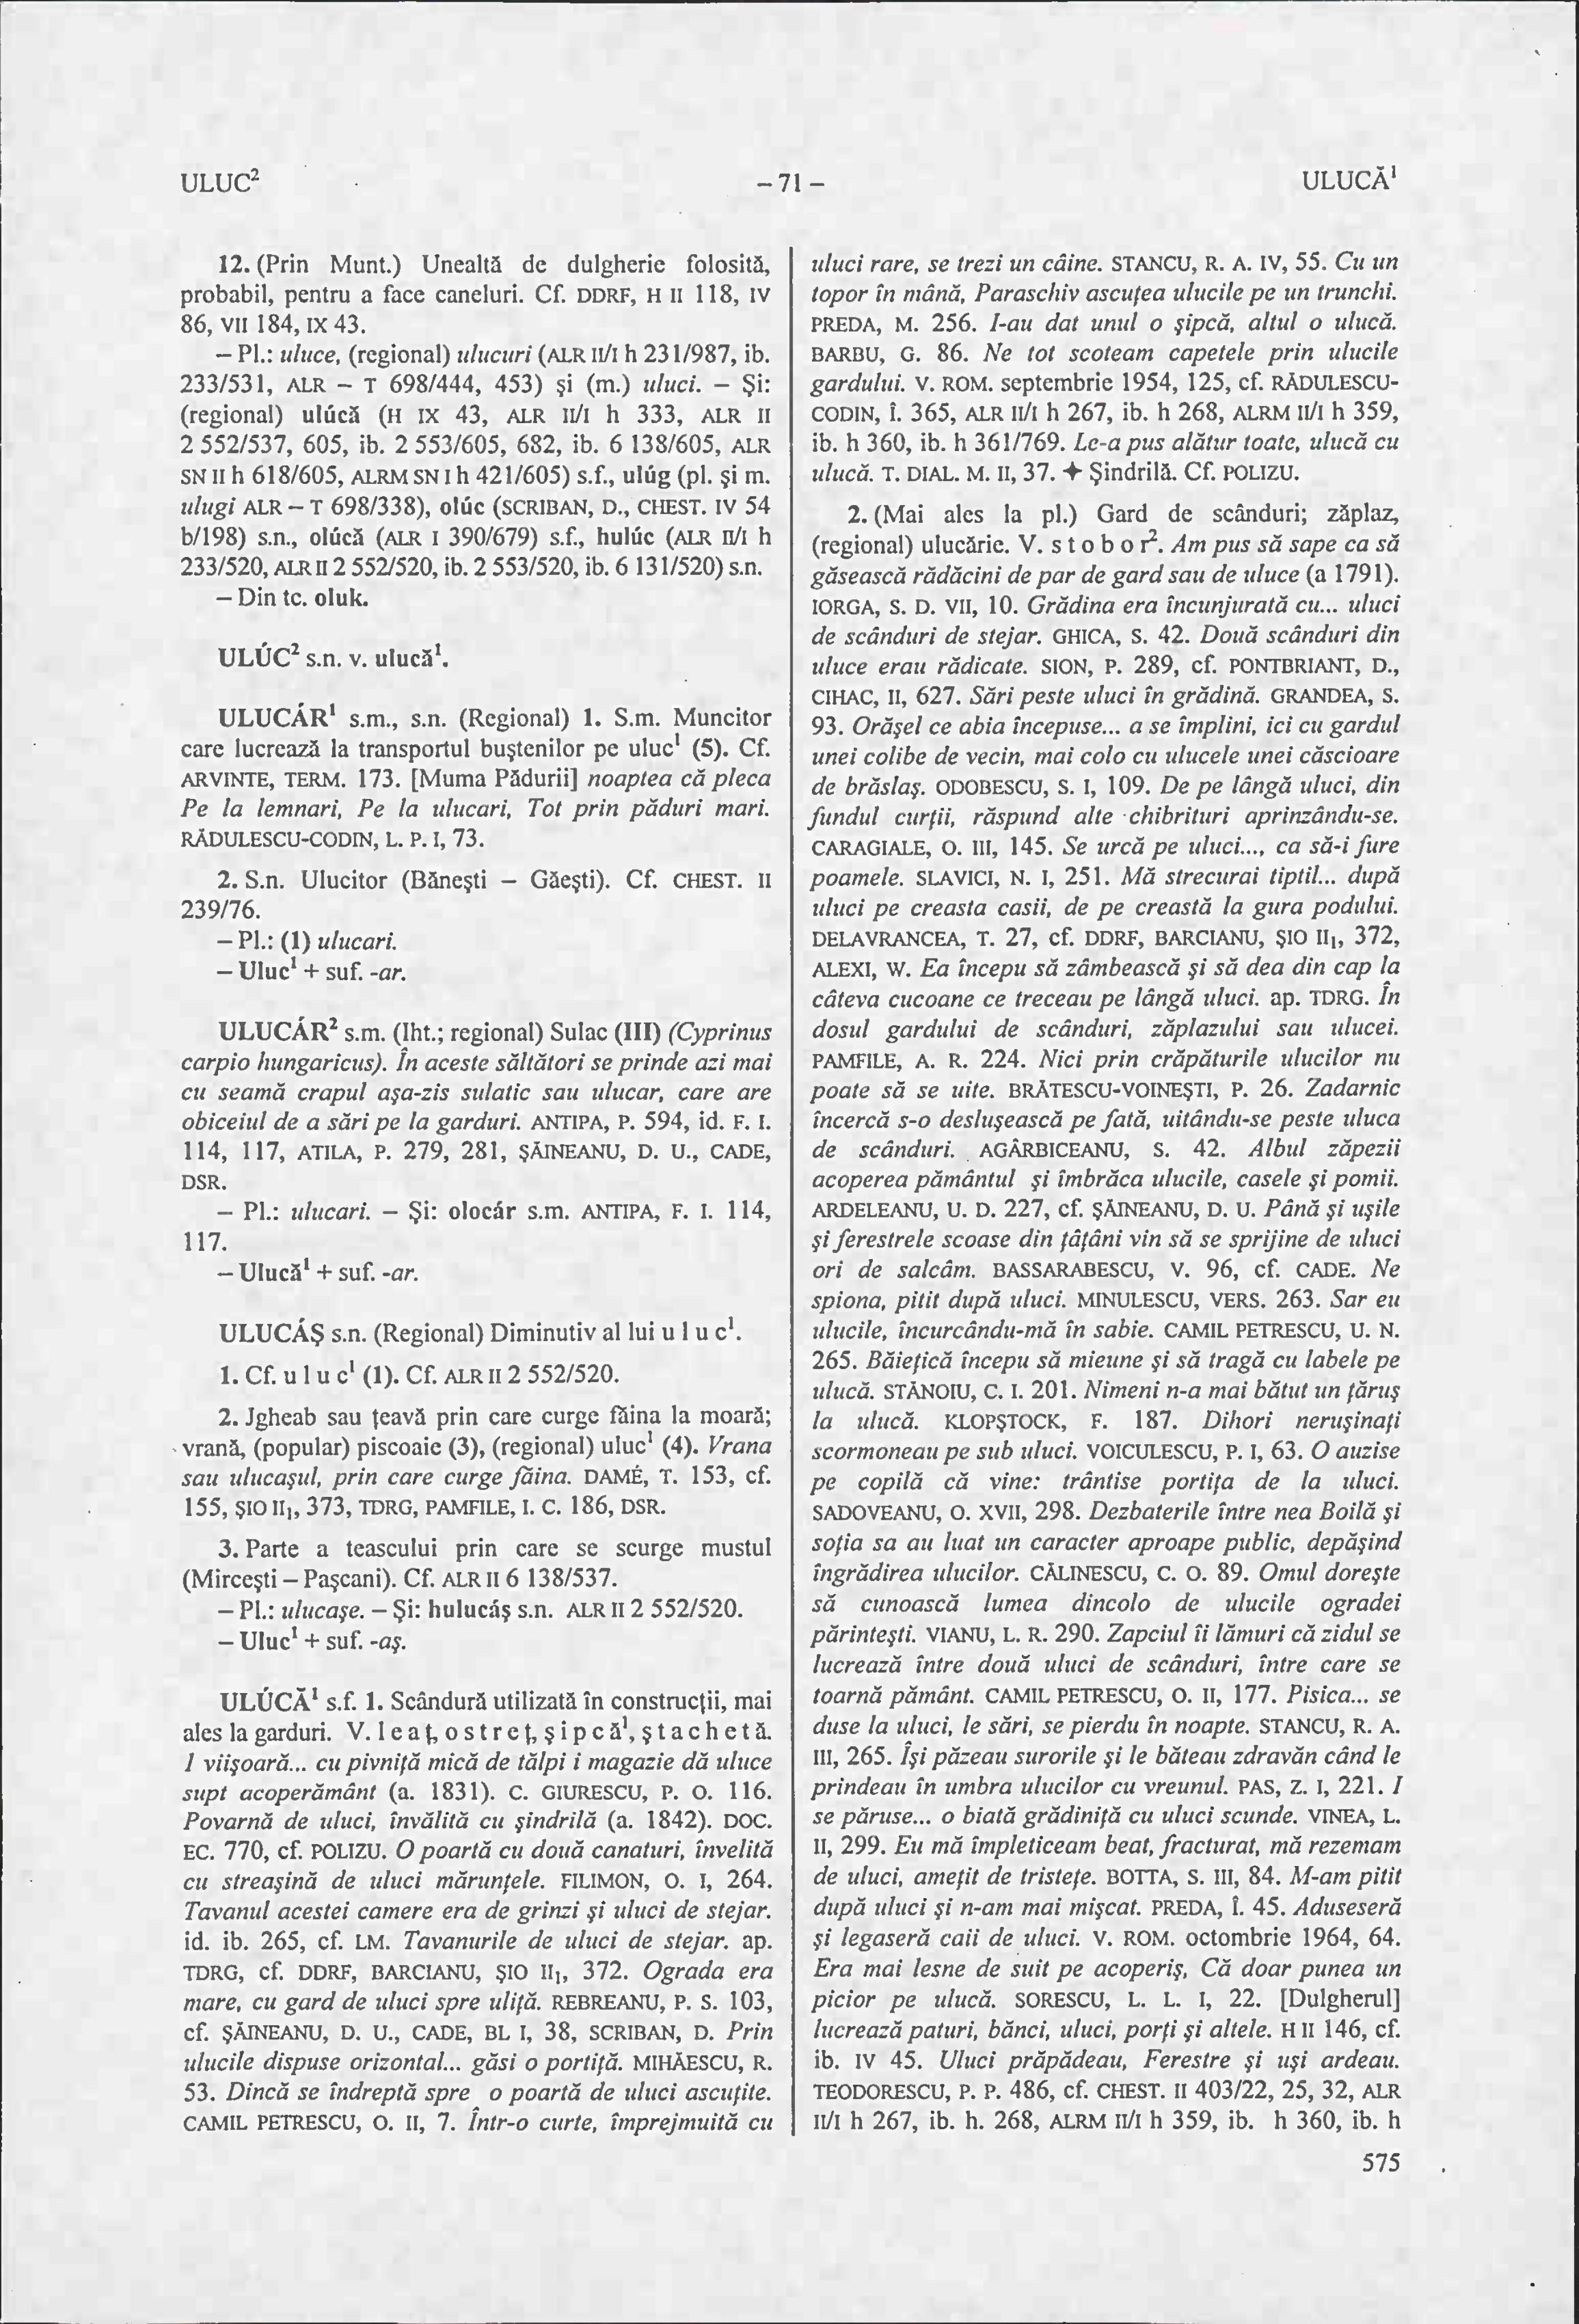 ULUC²
– 71 –
ULUCĂ¹
12. (Prin Munt.) Unealtă de dulgherie folosită,
probabil, pentru a face caneluri. Cf. DDRF, H II 118, IV
86, VII 184, IX 43.
– Pl.: uluce, (regional) ulucuri (ALR II/I h 231/987, ib.
233/531, ALR – T 698/444, 453) şi (m.) uluci. – Şi:
(regional) ulúcă (H IX 43, ALR II/I h 333, ALR II
2 552/537, 605, ib. 2 553/605, 682, ib. 6 138/605, ALR
SN II h 618/605, ALRM SN I h 421/605) s.f., ulúg (pl. şi m.
ulugi ALR – T 698/338), olúc (SCRIBAN, D., CHEST. IV 54
b/198) s.n., olúcă (ALR I 390/679) s.f., hulúc (ALR II/I h
233/520, ALR II 2 552/520, ib. 2 553/520, ib. 6 131/520) s.n.
– Din tc. oluk.
ULÚC² s.n. v. ulucă¹.
ULUCÁR¹ s.m., s.n. (Regional) 1. S.m. Muncitor
care lucrează la transportul buştenilor pe uluc¹ (5). Cf.
ARVINTE, TERM. 173. [Muma Pădurii] noaptea că pleca
Pe la lemnari, Pe la ulucari, Tot prin păduri mari.
RĂDULESCU-CODIN, L. P. I, 73.
2. S.n. Ulucitor (Băneşti – Găeşti). Cf. CHEST. II
239/76.
– Pl.: (1) ulucari.
– Uluc¹ + suf. -ar.
ULUCÁR² s.m. (Iht.; regional) Sulac (III) (Cyprinus
carpio hungaricus). În aceste săltători se prinde azi mai
cu seamă crapul aşa-zis sulatic sau ulucar, care are
obiceiul de a sări pe la garduri. ANTIPA, P. 594, id. F. I.
114, 117, ATILA, P. 279, 281, ŞĂINEANU, D. U., CADE,
DSR.
– Pl.: ulucari. – Şi: olocár s.m. ANTIPA, F. I. 114,
117.
– Ulucă¹ + suf. -ar.
ULUCÁŞ s.n. (Regional) Diminutiv al lui u l u c¹.
1. Cf. u l u c¹ (1). Cf. ALR II 2 552/520.
2. Jgheab sau ţeavă prin care curge făina la moară;
vrană, (popular) piscoaie (3), (regional) uluc¹ (4). Vrana
sau ulucaşul, prin care curge făina. DAMÉ, T. 153, cf.
155, ŞIO II₁, 373, TDRG, PAMFILE, I. C. 186, DSR.
3. Parte a teascului prin care se scurge mustul
(Mirceşti – Paşcani). Cf. ALR II 6 138/537.
– Pl.: ulucaşe. – Şi: hulucáş s.n. ALR II 2 552/520.
– Uluc¹ + suf. -aş.
ULÚCĂ¹ s.f. 1. Scândură utilizată în construcţii, mai
ales la garduri. V. l e a ţ, o s t r e ţ, ş i p c ă¹, ş t a c h e t ă.
1 viişoară... cu pivniţă mică de tălpi i magazie dă uluce
supt acoperământ (a. 1831). C. GIURESCU, P. O. 116.
Povarnă de uluci, învălită cu şindrilă (a. 1842). DOC.
EC. 770, cf. POLIZU. O poartă cu două canaturi, învelită
cu streaşină de uluci mărunţele. FILIMON, O. I, 264.
Tavanul acestei camere era de grinzi şi uluci de stejar.
id. ib. 265, cf. LM. Tavanurile de uluci de stejar. ap.
TDRG, cf. DDRF, BARCIANU, ŞIO II₁, 372. Ograda era
mare, cu gard de uluci spre uliţă. REBREANU, P. S. 103,
cf. ŞĂINEANU, D. U., CADE, BL I, 38, SCRIBAN, D. Prin
ulucile dispuse orizontal... găsi o portiţă. MIHĂESCU, R.
53. Dincă se îndreptă spre o poartă de uluci ascuţite.
CAMIL PETRESCU, O. II, 7. Într-o curte, împrejmuită cu
uluci rare, se trezi un câine. STANCU, R. A. IV, 55. Cu un
topor în mână, Paraschiv ascuţea ulucile pe un trunchi.
PREDA, M. 256. I-au dat unul o şipcă, altul o ulucă.
BARBU, G. 86. Ne tot scoteam capetele prin ulucile
gardului. V. ROM. septembrie 1954, 125, cf. RĂDULESCU-
CODIN, Î. 365, ALR II/I h 267, ib. h 268, ALRM II/I h 359,
ib. h 360, ib. h 361/769. Le-a pus alătur toate, ulucă cu
ulucă. T. DIAL. M. II, 37. ✦ Şindrilă. Cf. POLIZU.
2. (Mai ales la pl.) Gard de scânduri; zăplaz,
(regional) ulucărie. V. s t o b o r². Am pus să sape ca să
găsească rădăcini de par de gard sau de uluce (a 1791).
IORGA, S. D. VII, 10. Grădina era încunjurată cu... uluci
de scânduri de stejar. GHICA, S. 42. Două scânduri din
uluce erau rădicate. SION, P. 289, cf. PONTBRIANT, D.,
CIHAC, II, 627. Sări peste uluci în grădină. GRANDEA, S.
93. Orăşel ce abia începuse... a se împlini, ici cu gardul
unei colibe de vecin, mai colo cu ulucele unei căscioare
de brăslaş. ODOBESCU, S. I, 109. De pe lângă uluci, din
fundul curţii, răspund alte chibrituri aprinzându-se.
CARAGIALE, O. III, 145. Se urcă pe uluci..., ca să-i fure
poamele. SLAVICI, N. I, 251. Mă strecurai tiptil... după
uluci pe creasta casii, de pe creastă la gura podului.
DELAVRANCEA, T. 27, cf. DDRF, BARCIANU, ŞIO II₁, 372,
ALEXI, W. Ea începu să zâmbească şi să dea din cap la
câteva cucoane ce treceau pe lângă uluci. ap. TDRG. În
dosul gardului de scânduri, zăplazului sau ulucei.
PAMFILE, A. R. 224. Nici prin crăpăturile ulucilor nu
poate să se uite. BRĂTESCU-VOINEŞTI, P. 26. Zadarnic
încercă s-o desluşească pe fată, uitându-se peste uluca
de scânduri. AGÂRBICEANU, S. 42. Albul zăpezii
acoperea pământul şi îmbrăca ulucile, casele şi pomii.
ARDELEANU, U. D. 227, cf. ŞĂINEANU, D. U. Până şi uşile
şi ferestrele scoase din ţâţâni vin să se sprijine de uluci
ori de salcâm. BASSARABESCU, V. 96, cf. CADE. Ne
spiona, pitit după uluci. MINULESCU, VERS. 263. Sar eu
ulucile, încurcându-mă în sabie. CAMIL PETRESCU, U. N.
265. Băieţică începu să mieune şi să tragă cu labele pe
ulucă. STĂNOIU, C. I. 201. Nimeni n-a mai bătut un ţăruş
la ulucă. KLOPŞTOCK, F. 187. Dihori neruşinaţi
scormoneau pe sub uluci. VOICULESCU, P. I, 63. O auzise
pe copilă că vine: trântise portiţa de la uluci.
SADOVEANU, O. XVII, 298. Dezbaterile între nea Boilă şi
soţia sa au luat un caracter aproape public, depăşind
îngrădirea ulucilor. CĂLINESCU, C. O. 89. Omul doreşte
să cunoască lumea dincolo de ulucile ogradei
părinteşti. VIANU, L. R. 290. Zapciul îi lămuri că zidul se
lucrează între două uluci de scânduri, între care se
toarnă pământ. CAMIL PETRESCU, O. II, 177. Pisica... se
duse la uluci, le sări, se pierdu în noapte. STANCU, R. A.
III, 265. Îşi păzeau surorile şi le băteau zdravăn când le
prindeau în umbra ulucilor cu vreunul. PAS, Z. I, 221. I
se păruse... o biată grădiniţă cu uluci scunde. VINEA, L.
II, 299. Eu mă împleticeam beat, fracturat, mă rezemam
de uluci, ameţit de tristeţe. BOTTA, S. III, 84. M-am pitit
după uluci şi n-am mai mişcat. PREDA, Î. 45. Aduseseră
şi legaseră caii de uluci. V. ROM. octombrie 1964, 64.
Era mai lesne de suit pe acoperiş, Că doar punea un
picior pe ulucă. SORESCU, L. L. I, 22. [Dulgherul]
lucrează paturi, bănci, uluci, porţi şi altele. H II 146, cf.
ib. IV 45. Uluci prăpădeau, Ferestre şi uşi ardeau.
TEODORESCU, P. P. 486, cf. CHEST. II 403/22, 25, 32, ALR
II/I h 267, ib. h. 268, ALRM II/I h 359, ib. h 360, ib. h
575